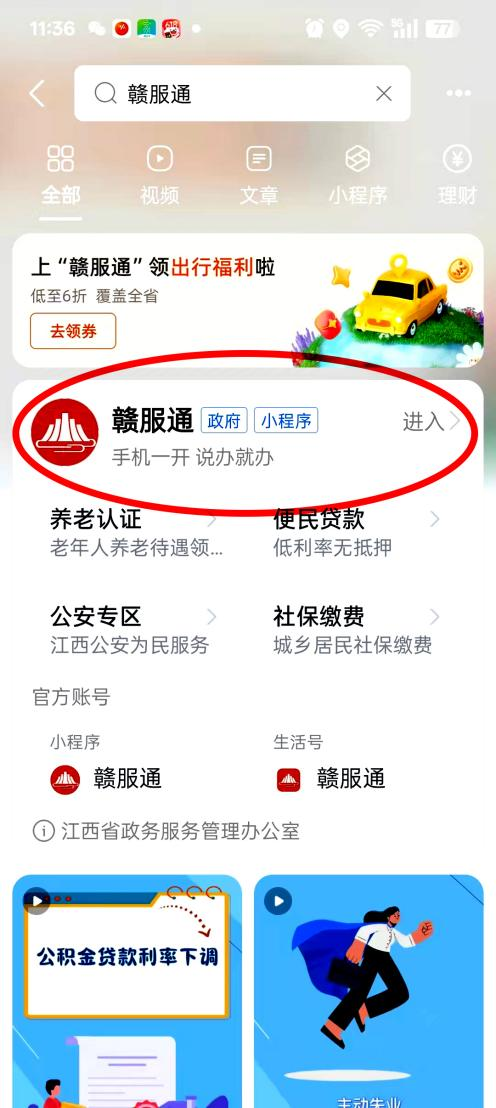 11:36
5G
77
赣服通
全部
视频
文章
小程序
理财
上“赣服通”领出行福利啦
低至6折 覆盖全省
去领券
赣服通 政府 小程序 进入
手机一开 说办就办
养老认证
便民贷款
老年人养老待遇领...
低利率无抵押
公安专区
社保缴费
江西公安为民服务
城乡居民社保缴费
官方账号
小程序
生活号
赣服通
赣服通
江西省政务服务管理办公室
公积金贷款利率下调
主动失业